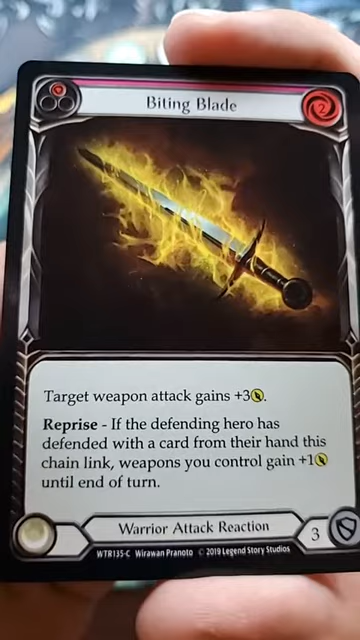 Biting Blade
2
Target weapon attack gains +3.
Reprise - If the defending hero has
defended with a card from their hand this
chain link, weapons you control gain +1
until end of turn.
Warrior Attack Reaction
3
WTR135-C Wirawan Pranoto © 2019 Legend Story Studios